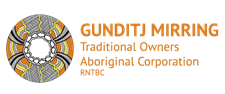 GUNDITJ MIRRING
Traditional Owners
Aboriginal Corporation
RNTBC